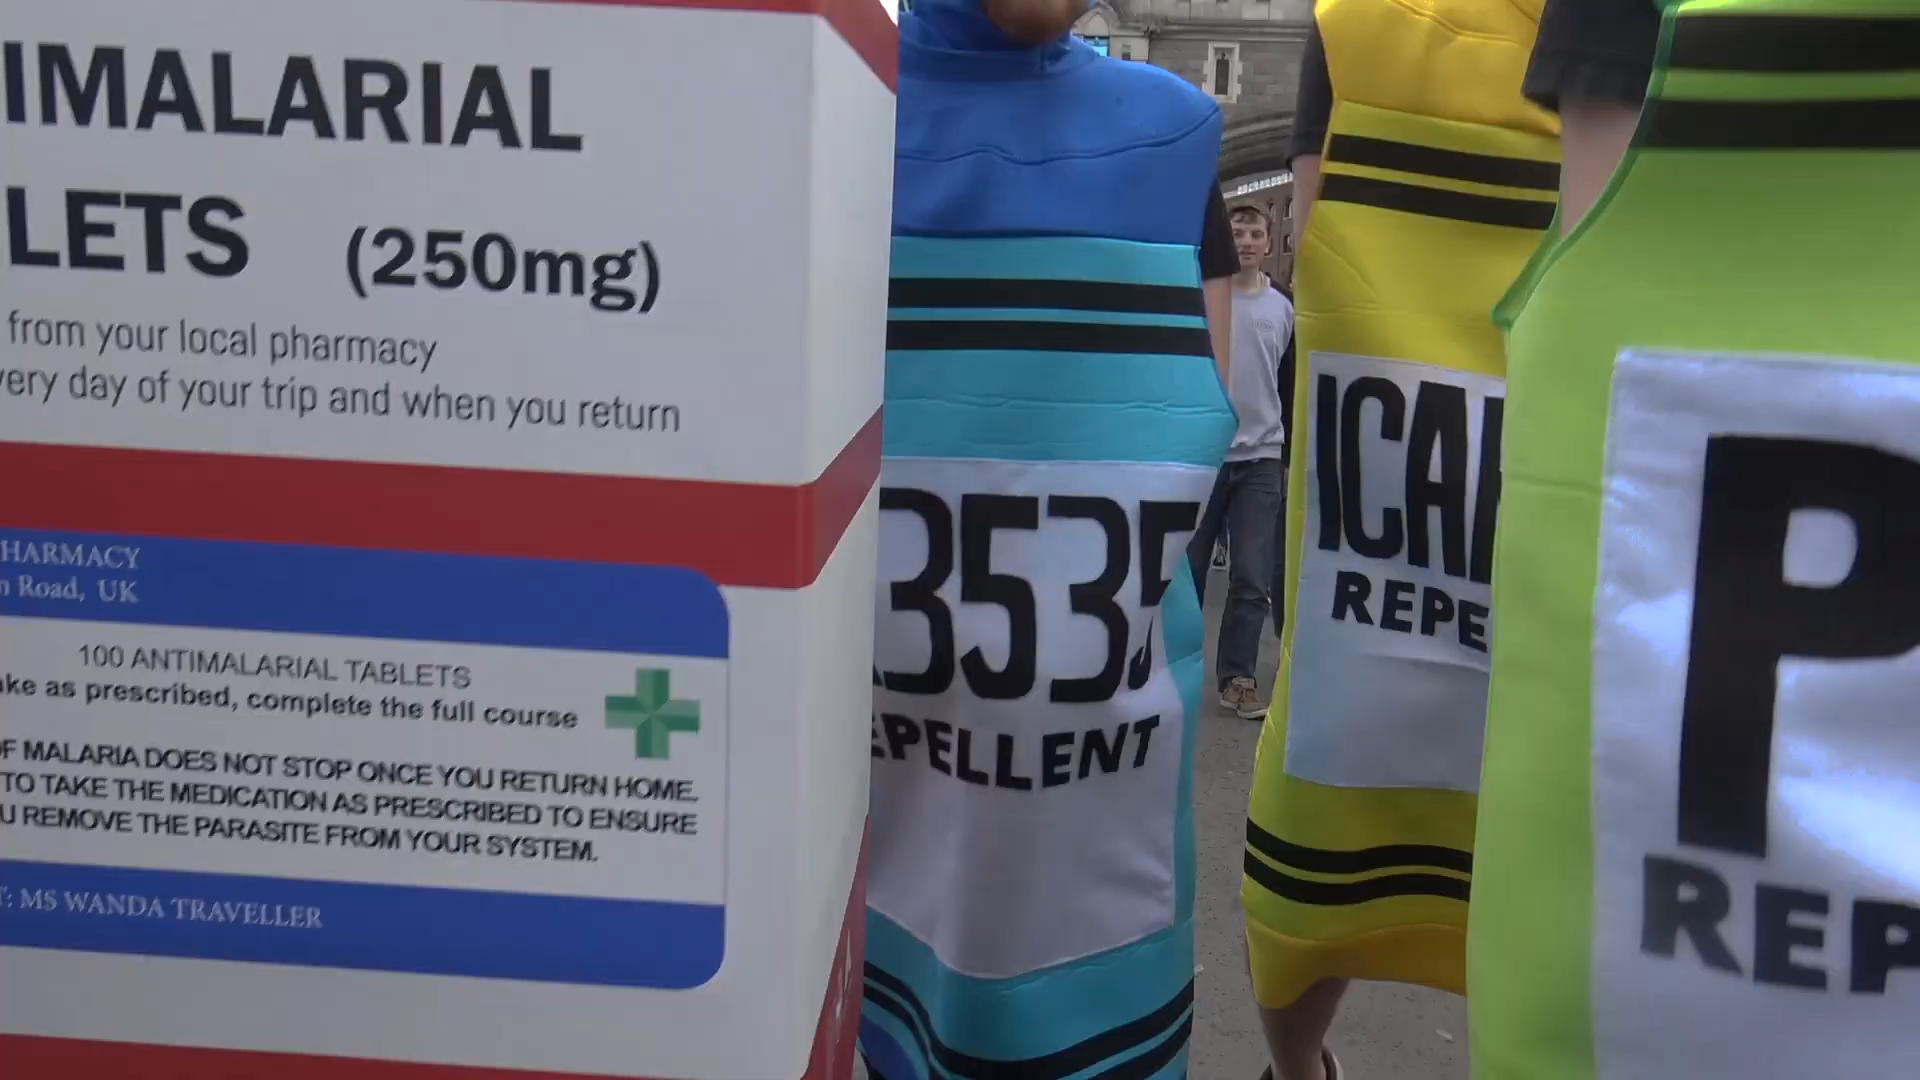 IMALARIAL
LETS (250mg)
from your local pharmacy
very day of your trip and when you return
HARMACY
n Road, UK
100 ANTIMALARIAL TABLETS
ake as prescribed, complete the full course
OF MALARIA DOES NOT STOP ONCE YOU RETURN HOME.
TO TAKE THE MEDICATION AS PRESCRIBED TO ENSURE
U REMOVE THE PARASITE FROM YOUR SYSTEM.
T: MS WANDA TRAVELLER
3535
EPELLENT
ICAR
REPE
P
REP